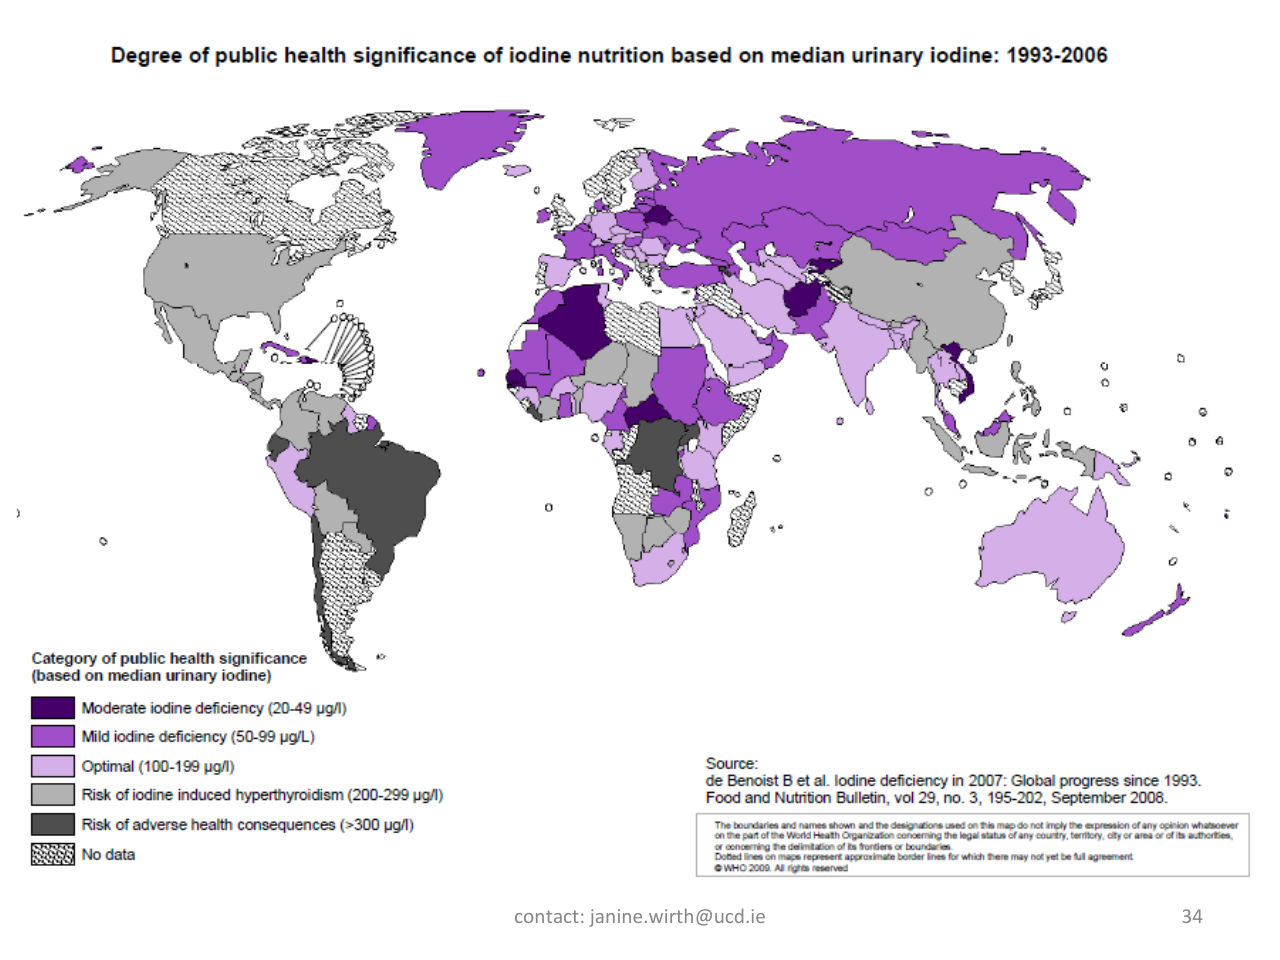 Degree of public health significance of iodine nutrition based on median urinary iodine: 1993-2006
Category of public health significance
(based on median urinary iodine)
Moderate iodine deficiency (20-49 µg/l)
Mild iodine deficiency (50-99 µg/L)
Optimal (100-199 µg/l)
Risk of iodine induced hyperthyroidism (200-299 µg/l)
Risk of adverse health consequences (>300 µg/l)
No data
Source:
de Benoist B et al. Iodine deficiency in 2007: Global progress since 1993.
Food and Nutrition Bulletin, vol 29, no. 3, 195-202, September 2008.
The boundaries and names shown and the designations used on this map do not imply the expression of any opinion whatsoever
on the part of the World Health Organization concerning the legal status of any country, territory, city or area or of its authorities,
or concerning the delimitation of its frontiers or boundaries.
Dotted lines on maps represent approximate border lines for which there may not yet be full agreement.
© WHO 2009. All rights reserved
contact: janine.wirth@ucd.ie
34